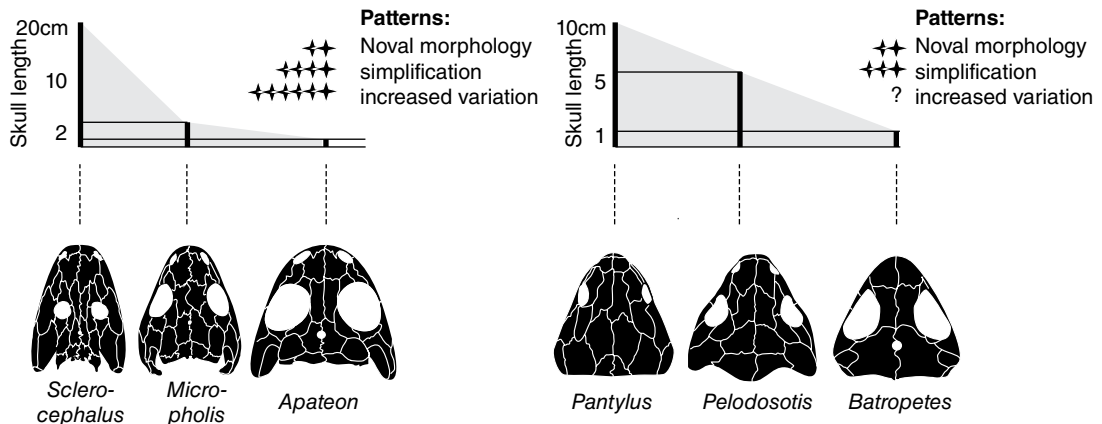 20cm
10
2
Skull length
Patterns:
Noval morphology
simplification
increased variation
Sclero-
cephalus
Micro-
pholis
Apateon
10cm
5
1
Skull length
Patterns:
Noval morphology
simplification
? increased variation
Pantylus
Pelodosotis
Batropetes